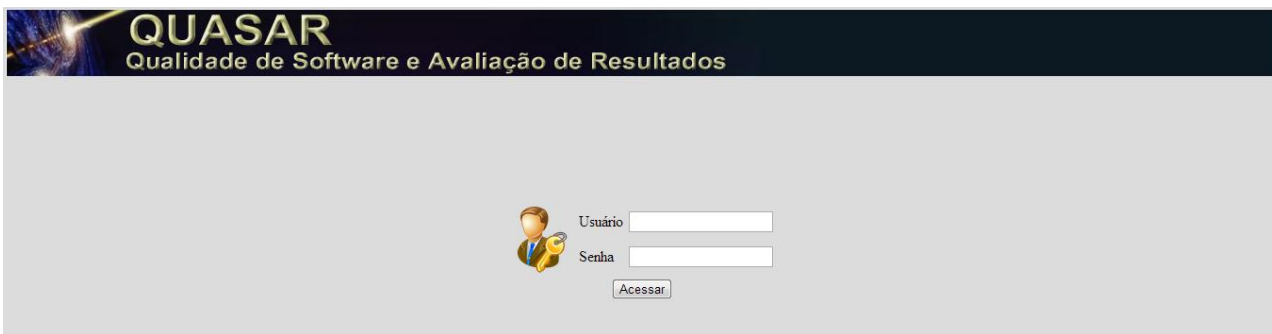 QUASAR
Qualidade de Software e Avaliação de Resultados
Usuário
Senha
Acessar